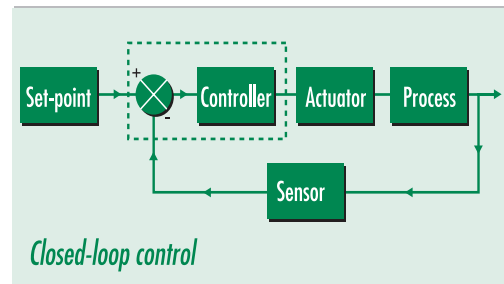 +
Set-point
Controller
Actuator
Process
-
Sensor
Closed-loop control